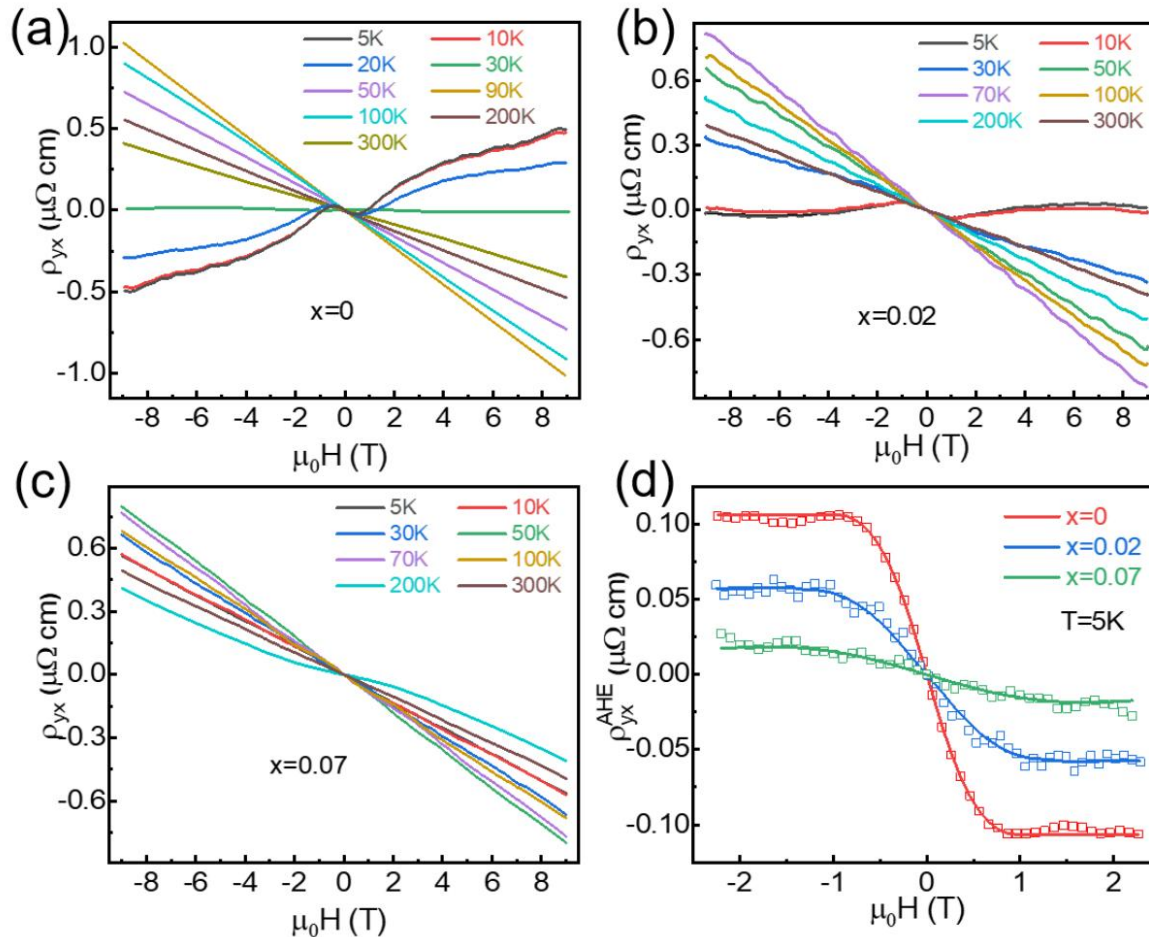 (a)
ρyx (μΩ cm)
1.0
0.5
0.0
-0.5
-1.0
5K 10K
20K 30K
50K 90K
100K 200K
300K
x=0
-8 -6 -4 -2 0 2 4 6 8
μ0H (T)
(b)
ρyx (μΩ cm)
0.6
0.3
0.0
-0.3
-0.6
5K 10K
30K 50K
70K 100K
200K 300K
x=0.02
-8 -6 -4 -2 0 2 4 6 8
μ0H (T)
(c)
ρyx (μΩ cm)
0.6
0.3
0.0
-0.3
-0.6
5K 10K
30K 50K
70K 100K
200K 300K
x=0.07
-8 -6 -4 -2 0 2 4 6 8
μ0H (T)
(d)
ρyx AHE (μΩ cm)
0.10
0.05
0.00
-0.05
-0.10
x=0
x=0.02
x=0.07
T=5K
-2 -1 0 1 2
μ0H (T)